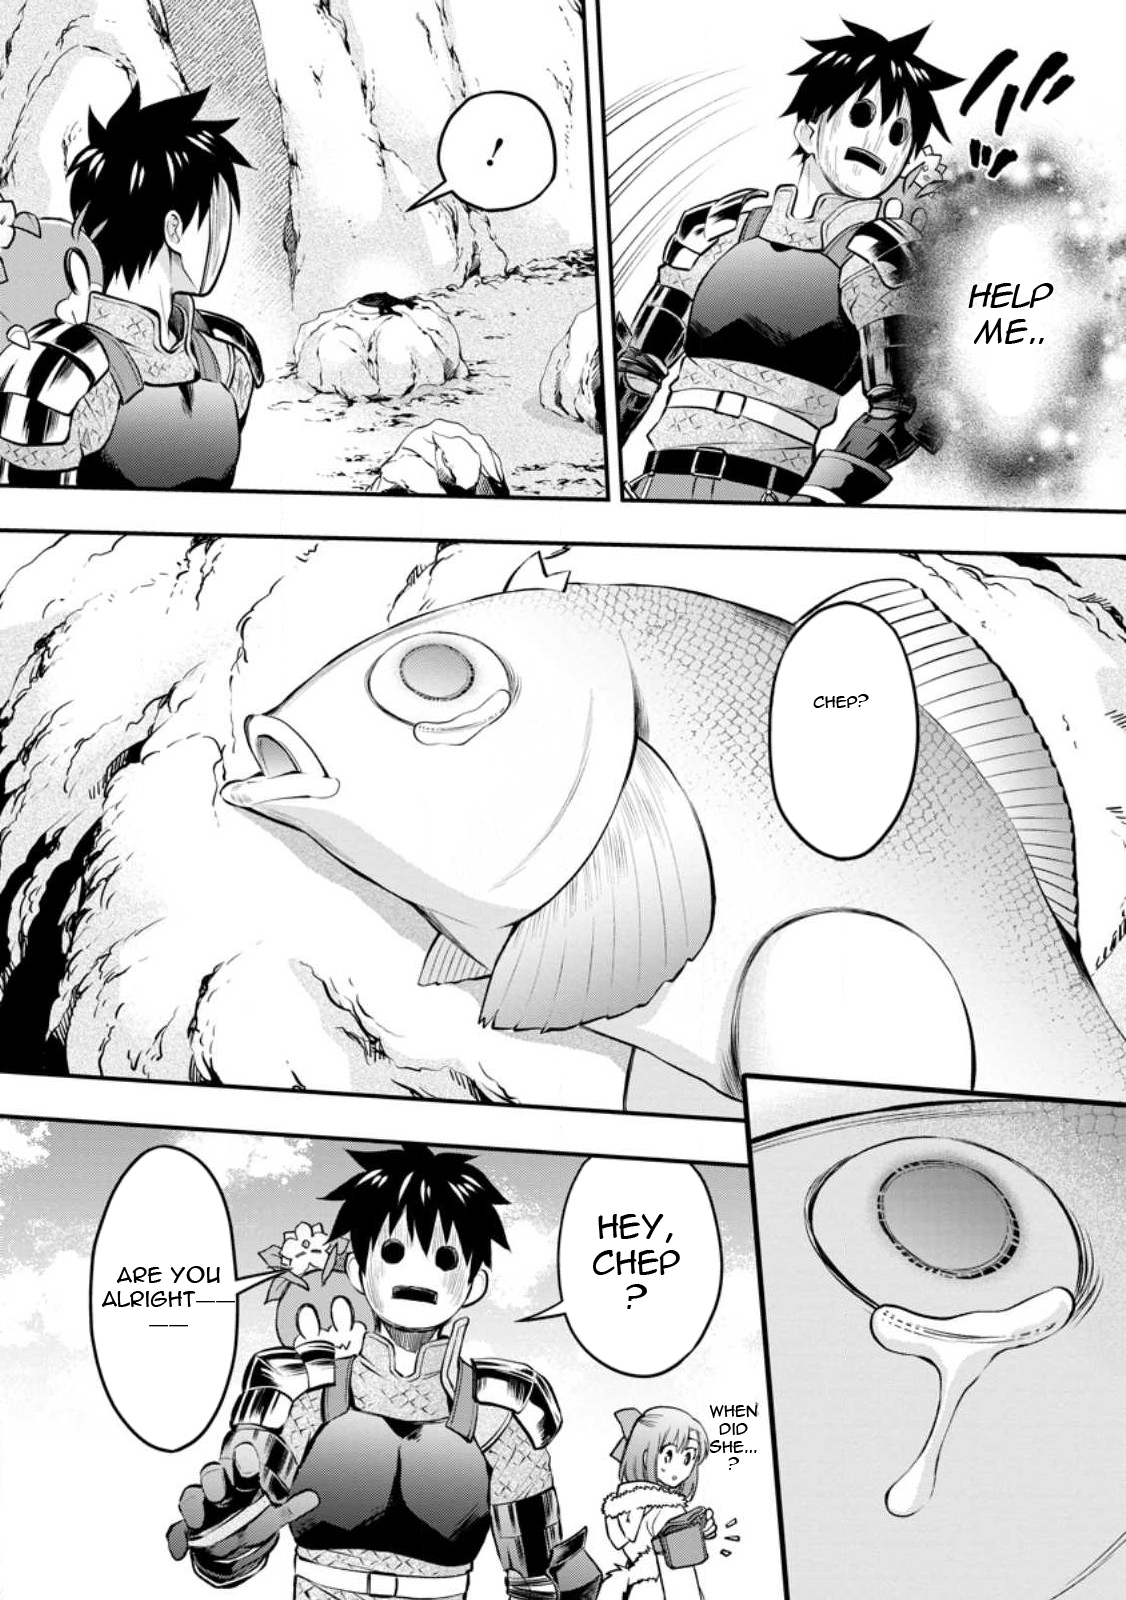 HELP
ME..
!
CHEP?
HEY,
CHEP
?
ARE YOU
ALRIGHT——
——
WHEN
DID
SHE...
?